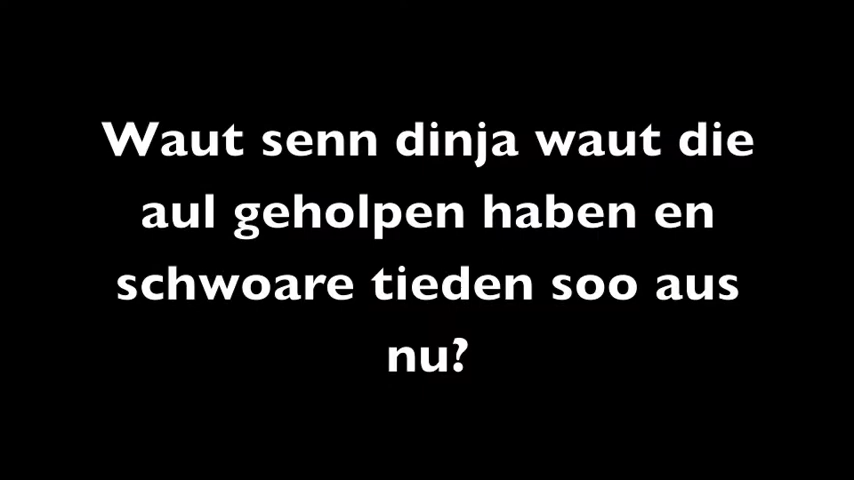 Waut senn dinja waut die
aul geholpen haben en
schwoare tieden soo aus
nu?